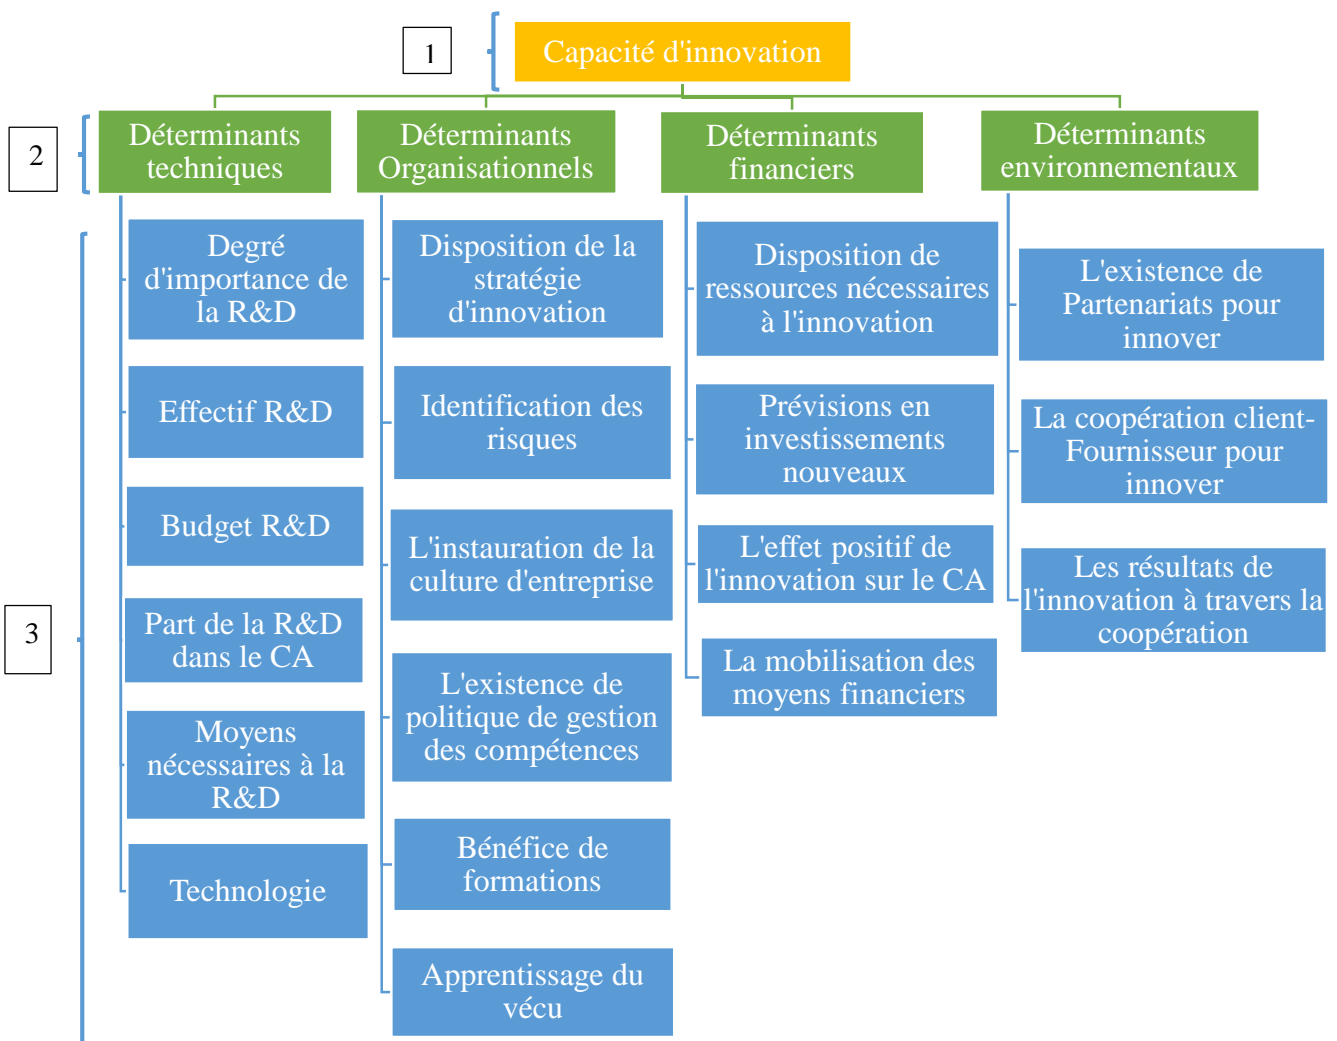 1
Capacité d'innovation
2
Déterminants
techniques
Déterminants
Organisationnels
Déterminants
financiers
Déterminants
environnementaux
3
Degré
d'importance de
la R&D
Effectif R&D
Budget R&D
Part de la R&D
dans le CA
Moyens
nécessaires à la
R&D
Technologie
Disposition de la
stratégie
d'innovation
Identification des
risques
L'instauration de la
culture d'entreprise
L'existence de
politique de gestion
des compétences
Bénéfice de
formations
Apprentissage du
vécu
Disposition de
ressources nécessaires
à l'innovation
Prévisions en
investissements
nouveaux
L'effet positif de
l'innovation sur le CA
La mobilisation des
moyens financiers
L'existence de
Partenariats pour
innover
La coopération client-
Fournisseur pour
innover
Les résultats de
l'innovation à travers la
coopération